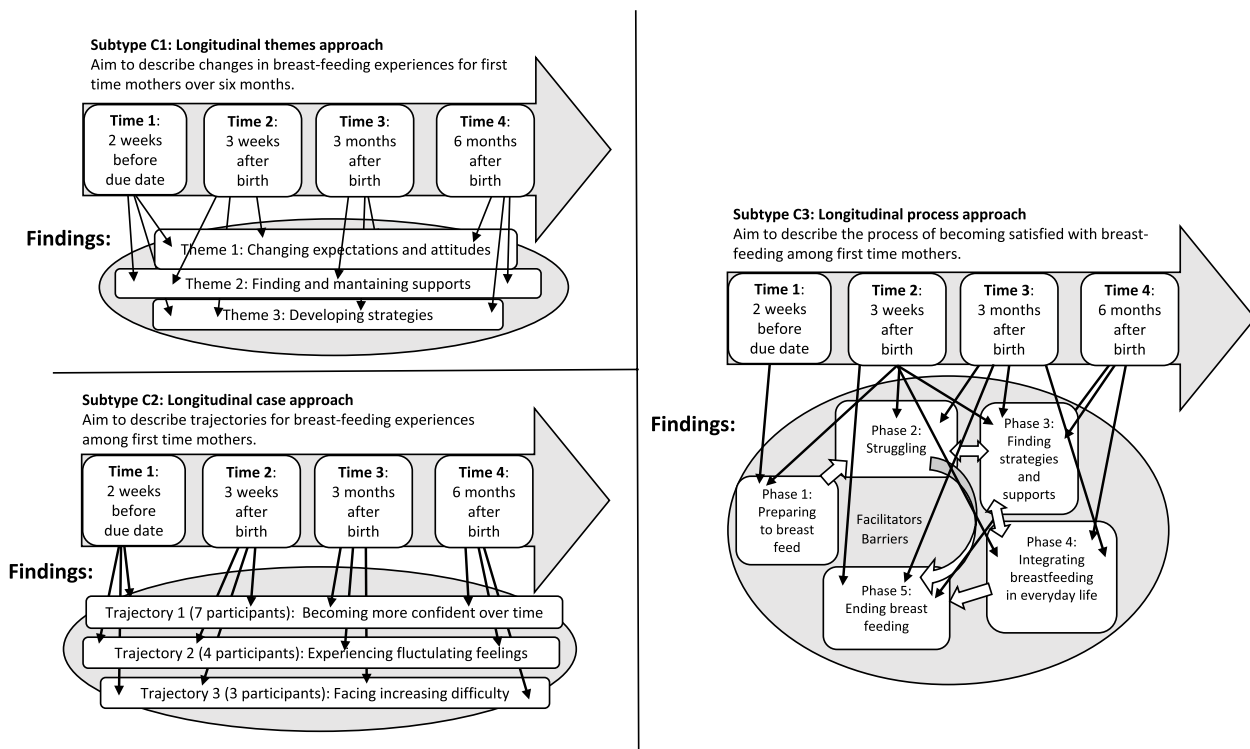 Subtype C1: Longitudinal themes approach
Aim to describe changes in breast-feeding experiences for first
time mothers over six months.
Time 1:
2 weeks
before
due date
Time 2:
3 weeks
after
birth
Time 3:
3 months
after
birth
Time 4:
6 months
after
birth
Findings:
Theme 1: Changing expectations and attitudes
Theme 2: Finding and mantaining supports
Theme 3: Developing strategies
Subtype C2: Longitudinal case approach
Aim to describe trajectories for breast-feeding experiences
among first time mothers.
Time 1:
2 weeks
before
due date
Time 2:
3 weeks
after
birth
Time 3:
3 months
after
birth
Time 4:
6 months
after
birth
Findings:
Trajectory 1 (7 participants): Becoming more confident over time
Trajectory 2 (4 participants): Experiencing fluctulating feelings
Trajectory 3 (3 participants): Facing increasing difficulty
Subtype C3: Longitudinal process approach
Aim to describe the process of becoming satisfied with breast-
feeding among first time mothers.
Time 1:
2 weeks
before
due date
Time 2:
3 weeks
after
birth
Time 3:
3 months
after
birth
Time 4:
6 months
after
birth
Findings:
Phase 2:
Struggling
Phase 3:
Finding
strategies
and
supports
Phase 1:
Preparing
to breast
feed
Facilitators
Barriers
Phase 4:
Integrating
breastfeeding
in everyday life
Phase 5:
Ending breast
feeding